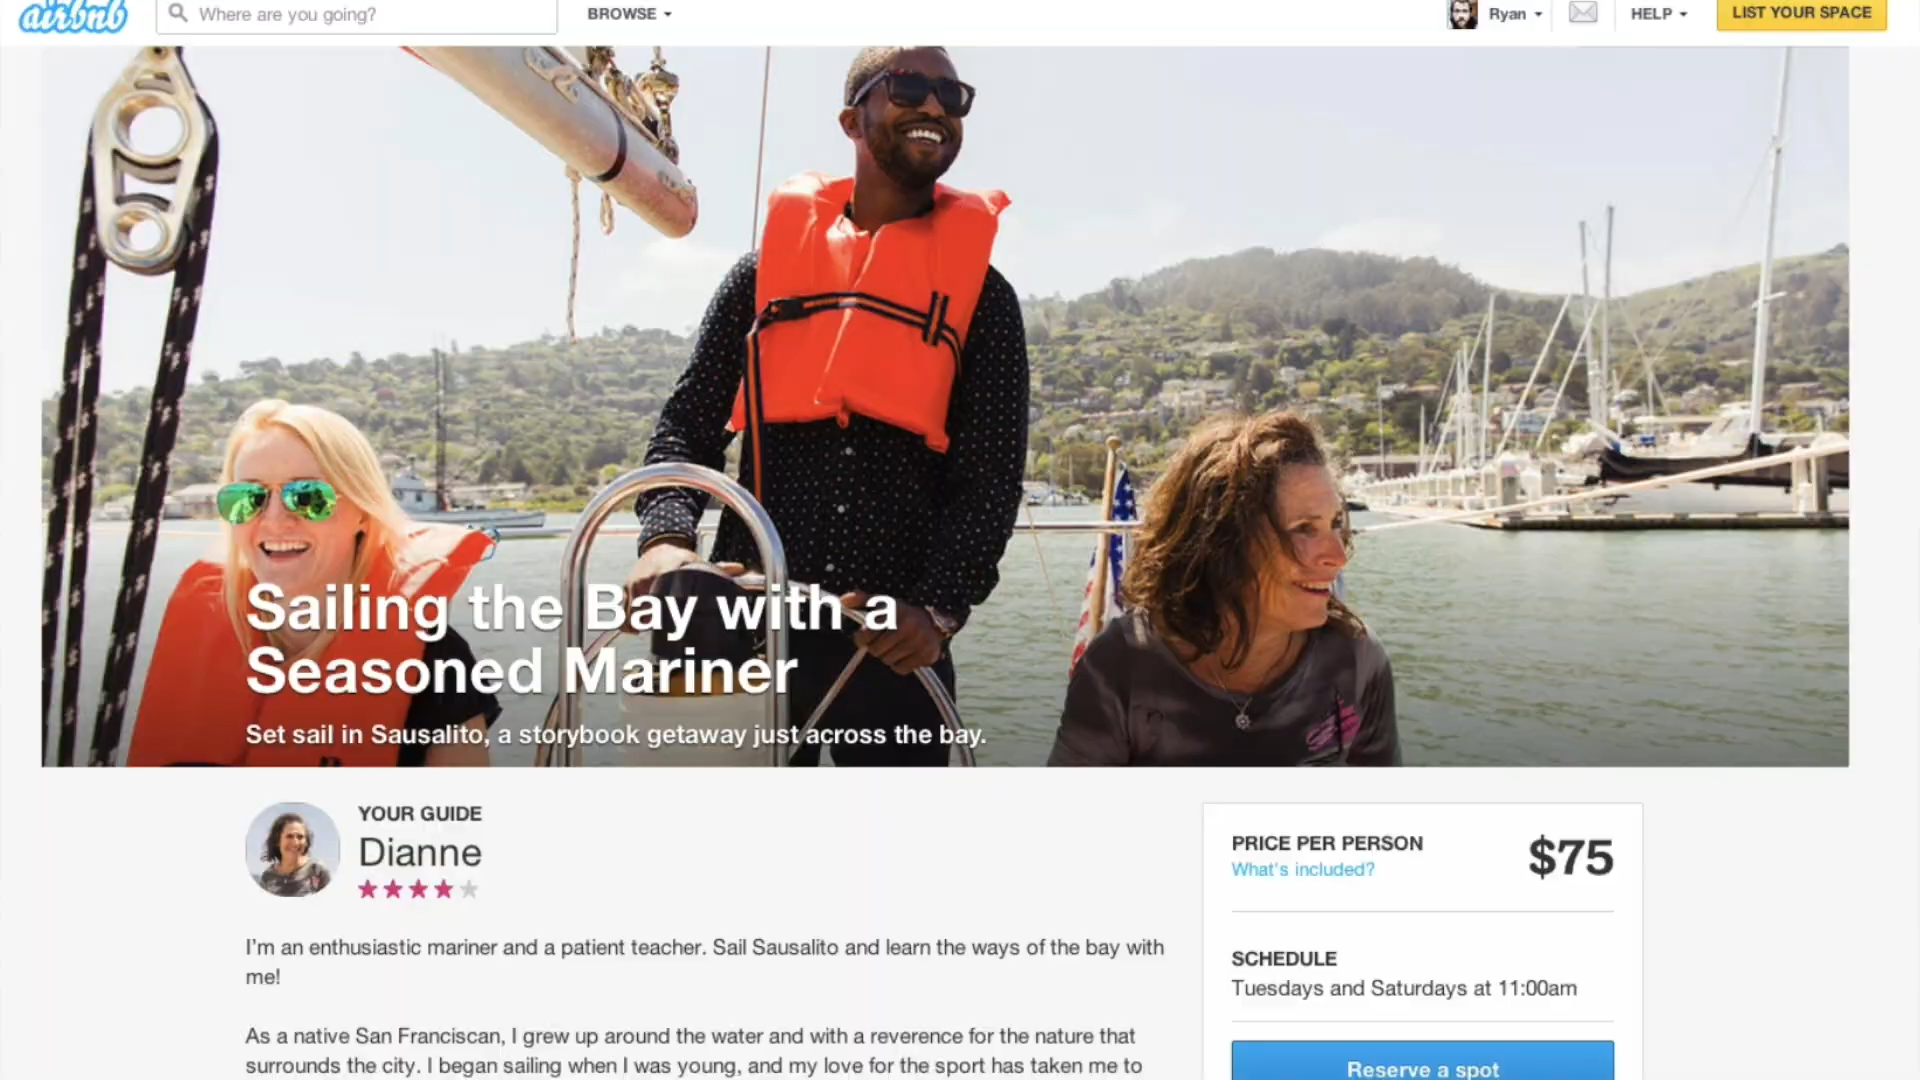 airbnb
Where are you going?
BROWSE
Ryan
HELP
LIST YOUR SPACE
Sailing the Bay with a
Seasoned Mariner
Set sail in Sausalito, a storybook getaway just across the bay.
YOUR GUIDE
Dianne
I'm an enthusiastic mariner and a patient teacher. Sail Sausalito and learn the ways of the bay with
me!
As a native San Franciscan, I grew up around the water and with a reverence for the nature that
surrounds the city. I began sailing when I was young, and my love for the sport has taken me to
PRICE PER PERSON
$75
What's included?
SCHEDULE
Tuesdays and Saturdays at 11:00am
Reserve a spot